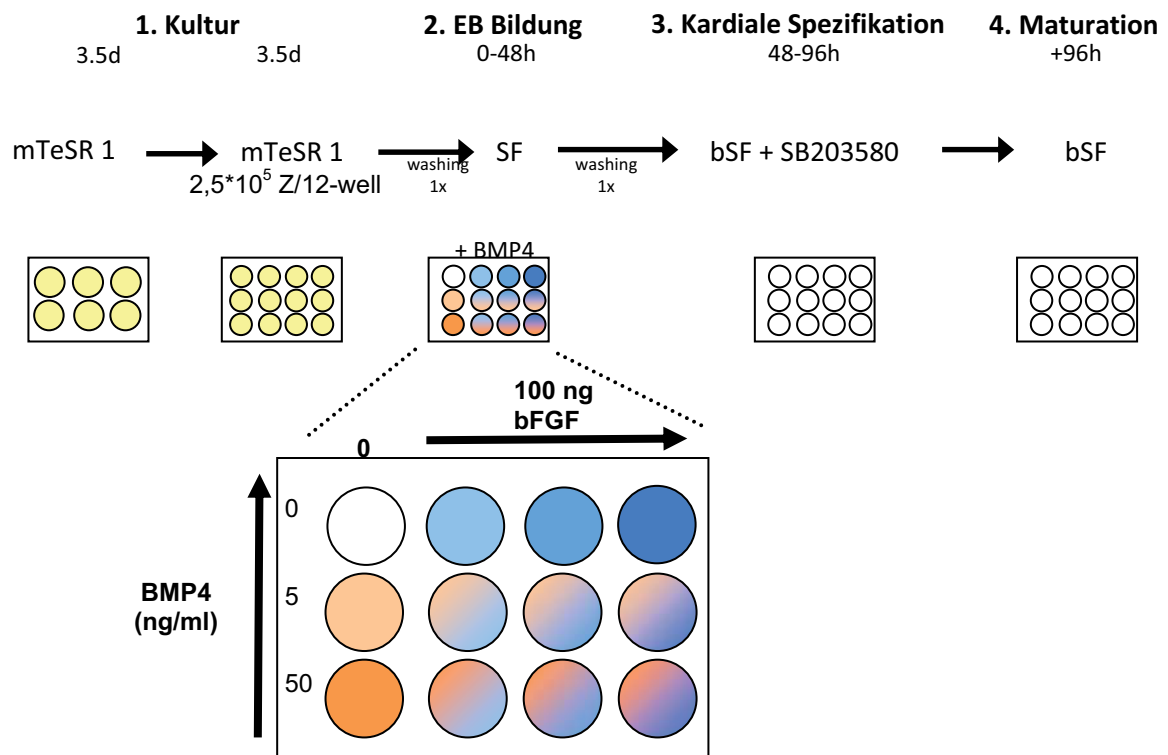 1. Kultur
2. EB Bildung
3. Kardiale Spezifikation
4. Maturation
3.5d
3.5d
0-48h
48-96h
+96h
mTeSR 1
mTeSR 1
2,5*10⁵ Z/12-well
washing
1x
SF
washing
1x
bSF + SB203580
bSF
+ BMP4
100 ng
bFGF
0
0
5
50
BMP4
(ng/ml)